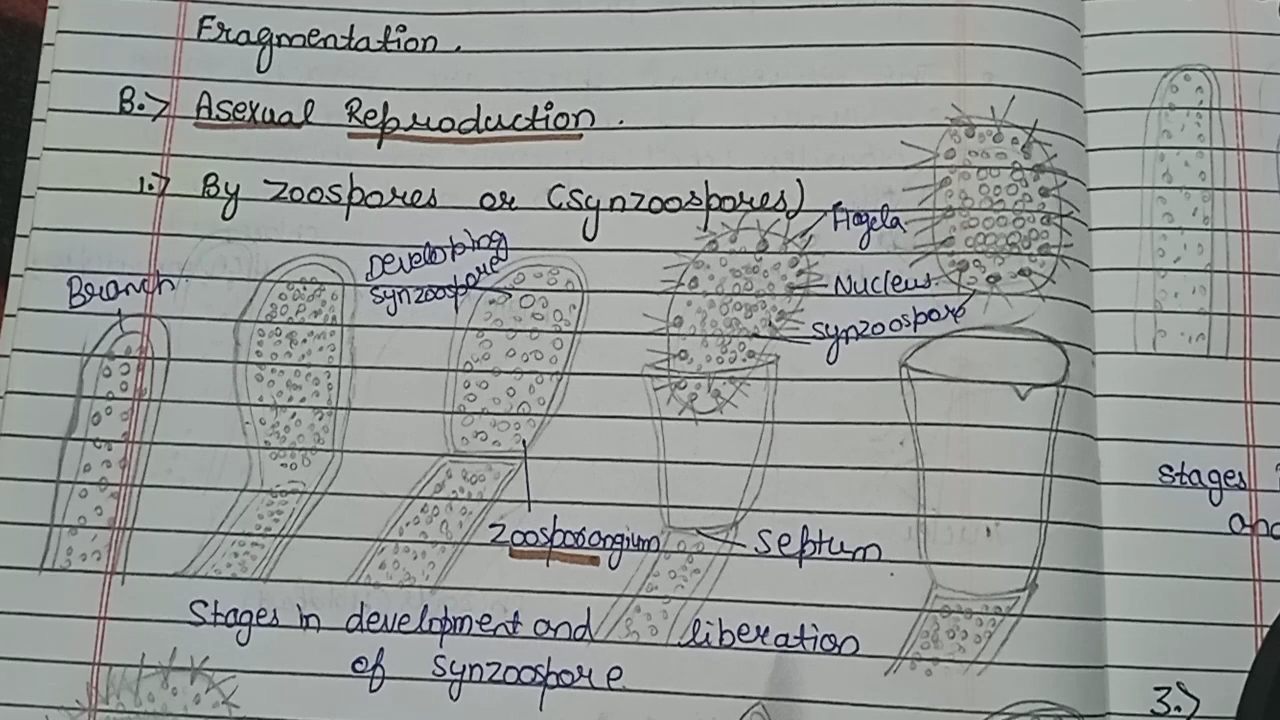 Fragmentation.
B.> Asexual Reproduction.
1.> By zoospores or (synzoospores)
Flagela
Developing
synzoospore
Branch
Nucleus
synzoospore
Zoosporangium
Septum
Stages in development and liberation
of synzoospore
stages
and
3.>